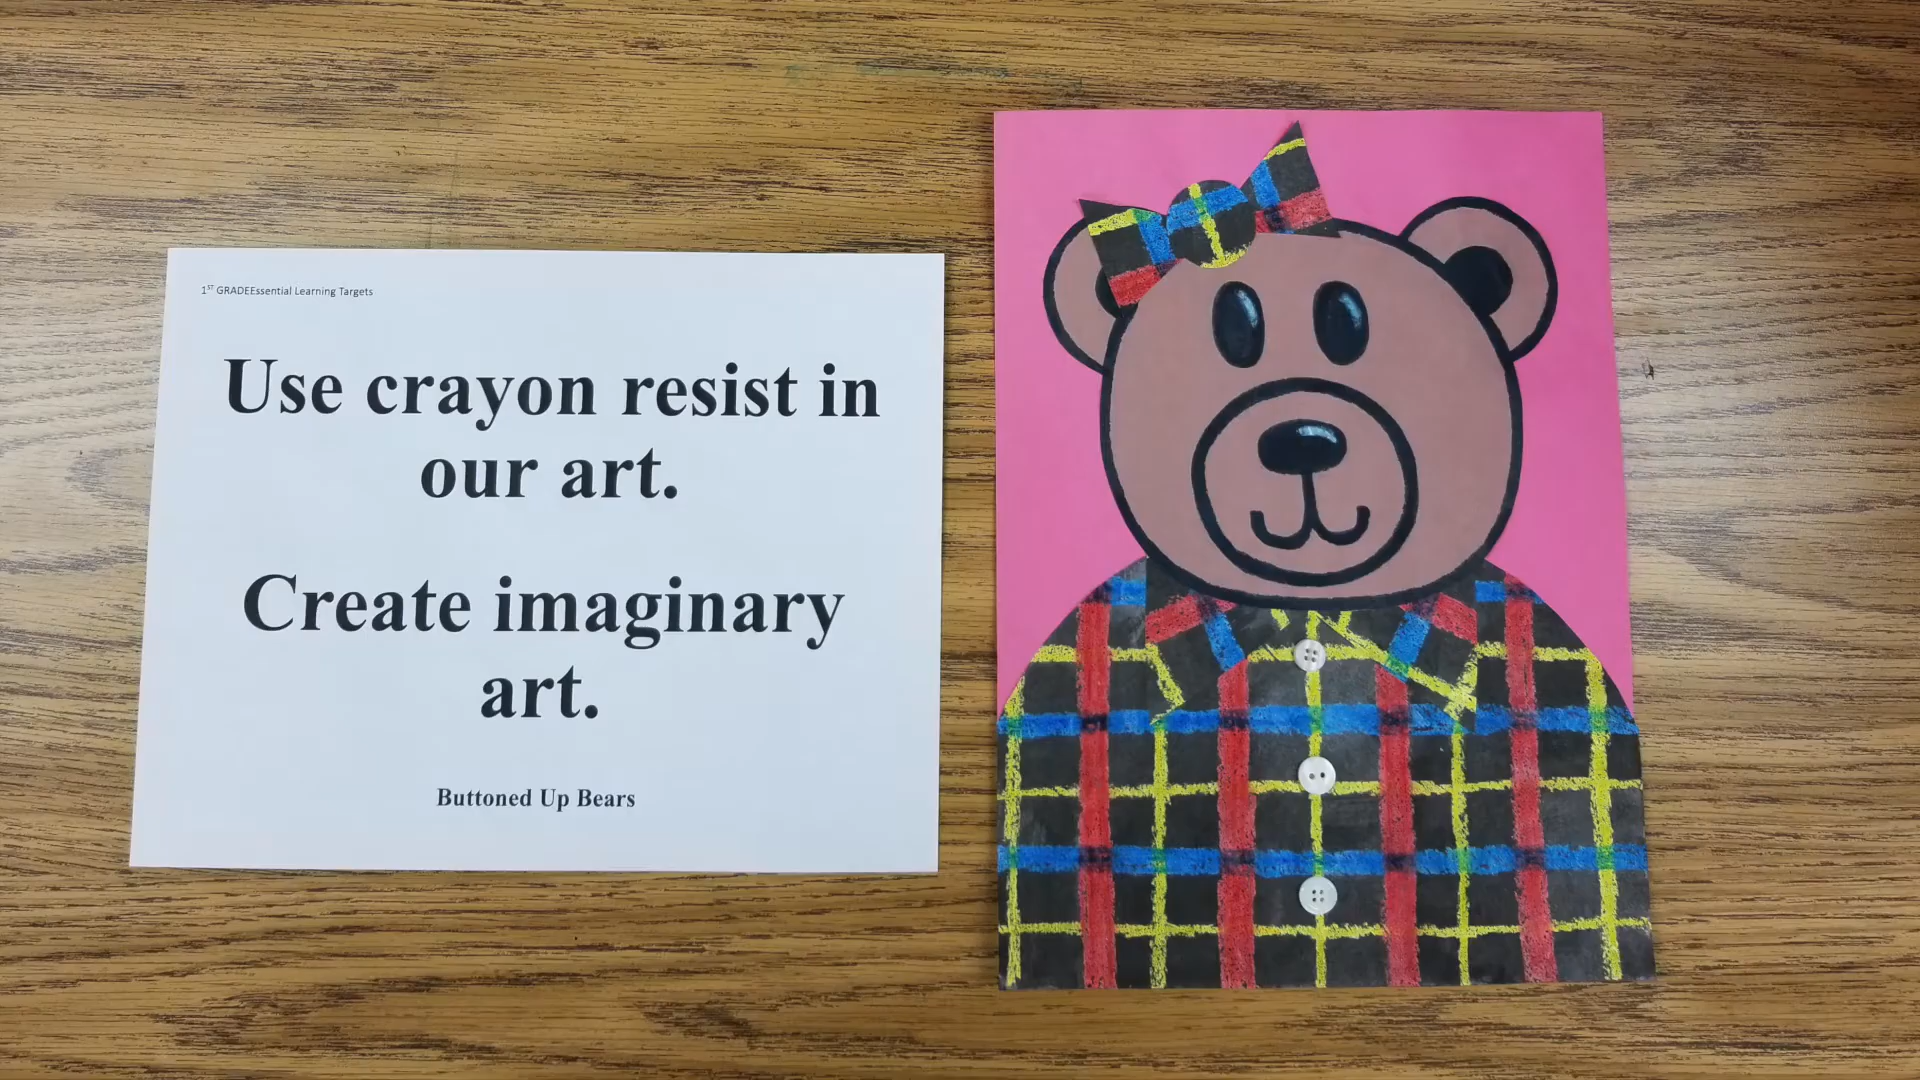 1ST GRADEEssential Learning Targets
Use crayon resist in
our art.
Create imaginary
art.
Buttoned Up Bears